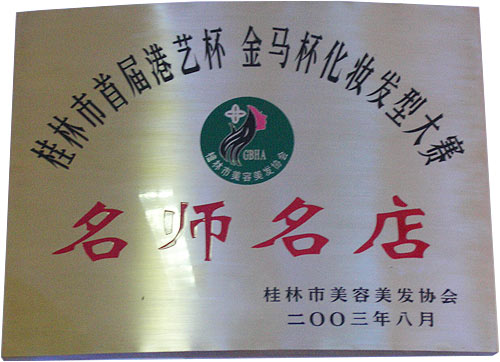 桂林市首届港艺杯 金马杯化妆发型大赛
GBHA
桂林市美容美发协会
名师名店
桂林市美容美发协会
二〇〇三年八月